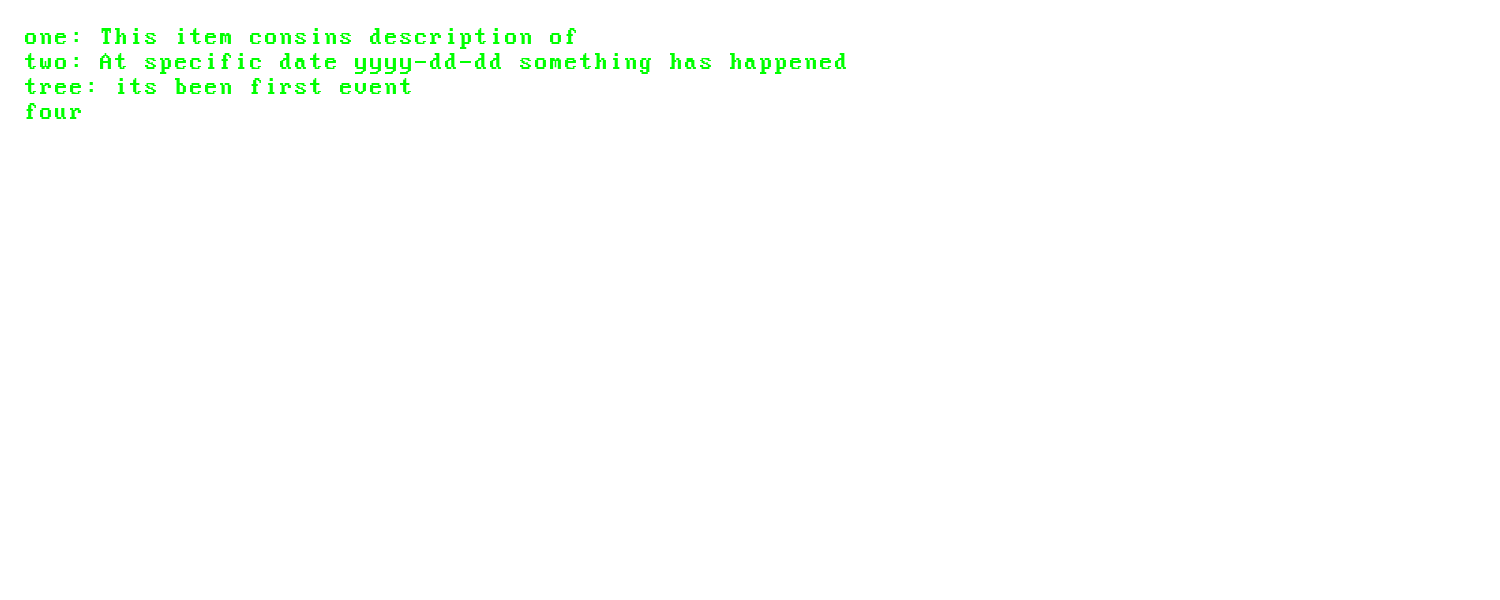 one: This item consins description of
two: At specific date yyyy-dd-dd something has happened
tree: its been first event
four